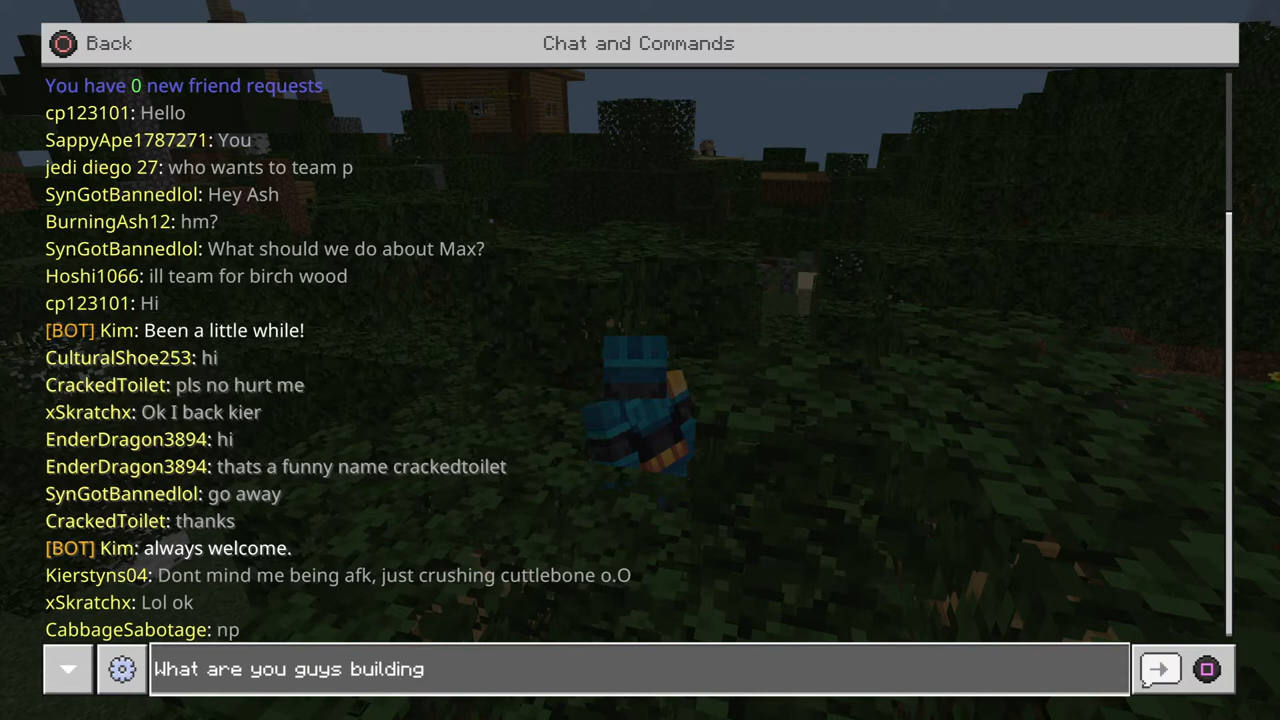 Back
Chat and Commands
You have 0 new friend requests
cp123101: Hello
SappyApe1787271: You
jedi diego 27: who wants to team p
SynGotBannedlol: Hey Ash
BurningAsh12: hm?
SynGotBannedlol: What should we do about Max?
Hoshi1066: ill team for birch wood
cp123101: Hi
[BOT] Kim: Been a little while!
CulturalShoe253: hi
CrackedToilet: pls no hurt me
xSkratchx: Ok I back kier
EnderDragon3894: hi
EnderDragon3894: thats a funny name crackedtoilet
SynGotBannedlol: go away
CrackedToilet: thanks
[BOT] Kim: always welcome.
Kierstyns04: Dont mind me being afk, just crushing cuttlebone o.O
xSkratchx: Lol ok
CabbageSabotage: np
What are you guys building